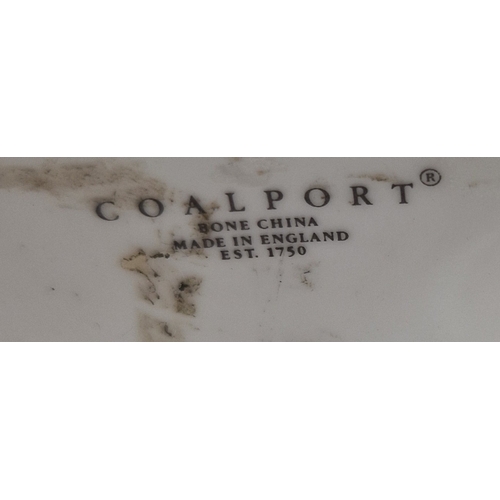 COALPORT®
BONE CHINA
MADE IN ENGLAND
EST. 1750